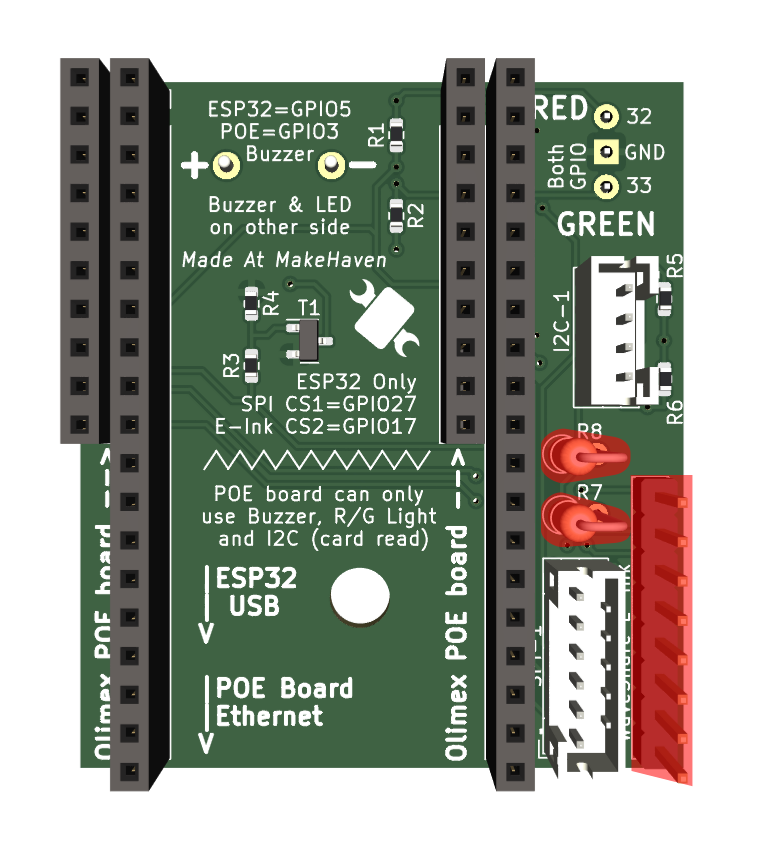 ESP32=GPIO5
POE=GPIO3
Buzzer
+
−
R1
R2
Buzzer & LED
on other side
Made At MakeHaven
R4
T1
R3
ESP32 Only
SPI CS1=GPIO27
E-Ink CS2=GPIO17
POE board can only
use Buzzer, R/G Light
and I2C (card read)
ESP32
USB
POE Board
Ethernet
Olimex POE board
Olimex POE board
RED
32
Both
GPIO
GND
33
GREEN
R5
I2C-1
R6
R8
R7